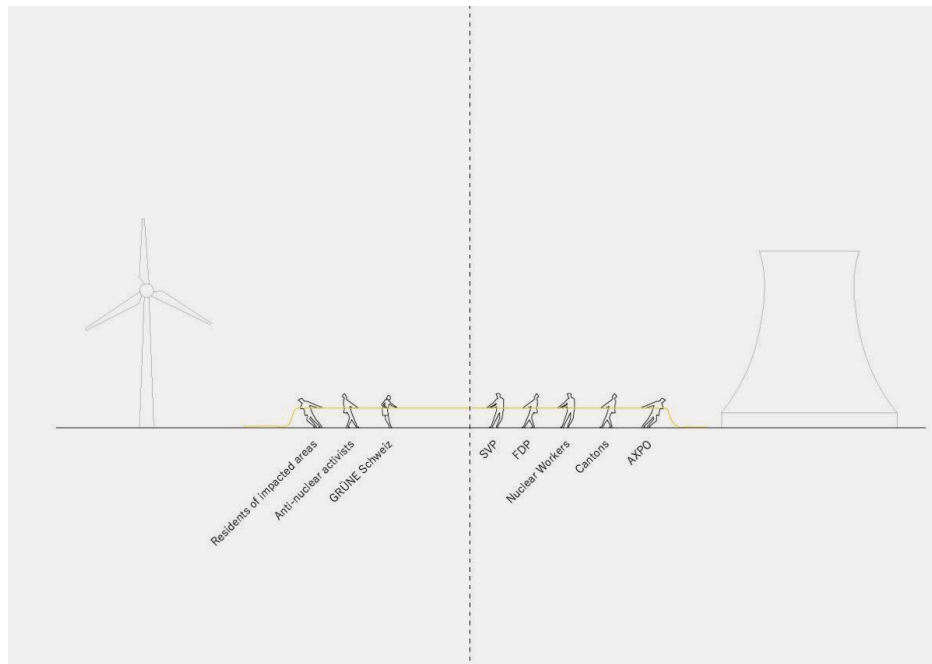 Residents of impacted areas
Anti-nuclear activists
GRÜNE Schweiz
SVP
FDP
Nuclear Workers
Cantons
AXPO